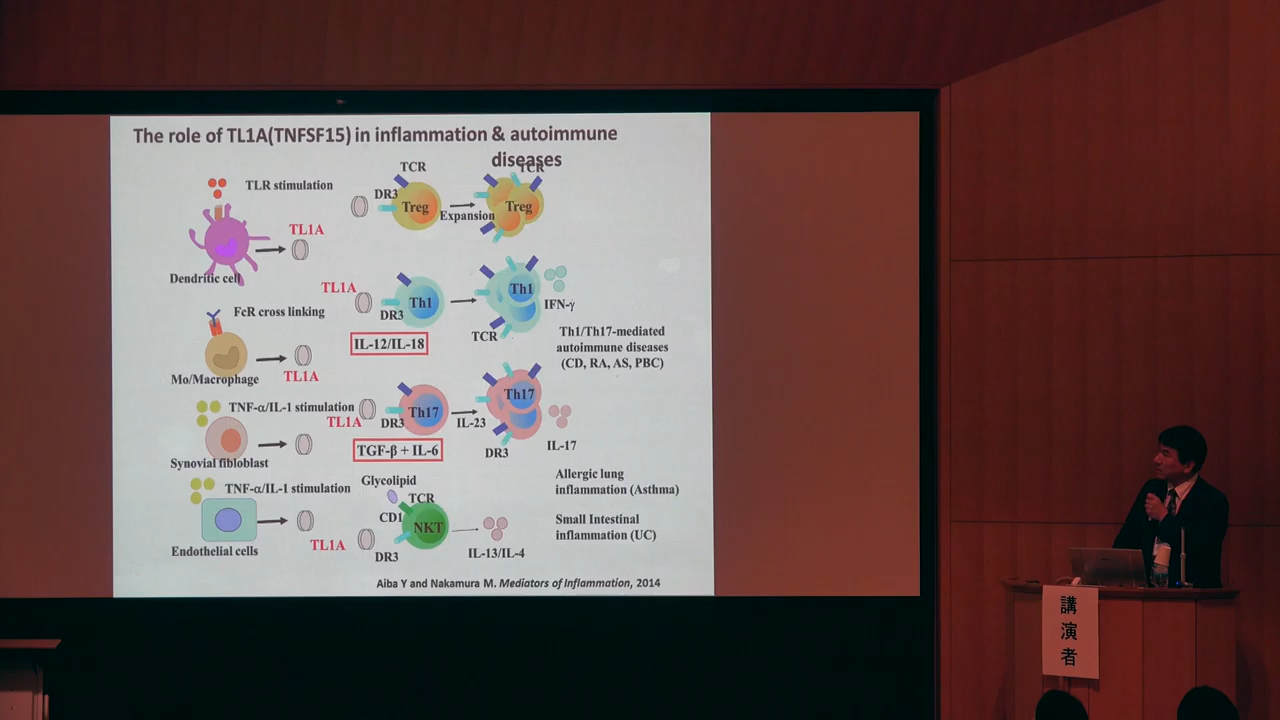 The role of TL1A(TNFSF15) in inflammation & autoimmune
diseases
TLR stimulation
TL1A
Dendritic cell
TCR
DR3
Treg
Expansion
TCR
Treg
FcR cross linking
Mo/Macrophage
TL1A
TL1A
DR3
Th1
IL-12/IL-18
Th1
IFN-γ
TCR
Th1/Th17-mediated
autoimmune diseases
(CD, RA, AS, PBC)
TNF-α/IL-1 stimulation
Synovial fibloblast
TL1A
DR3
Th17
TGF-β + IL-6
IL-23
Th17
DR3
IL-17
TNF-α/IL-1 stimulation
Endothelial cells
TL1A
Glycolipid
TCR
CD1
NKT
DR3
IL-13/IL-4
Allergic lung
inflammation (Asthma)
Small Intestinal
inflammation (UC)
Aiba Y and Nakamura M. Mediators of Inflammation, 2014
講演者